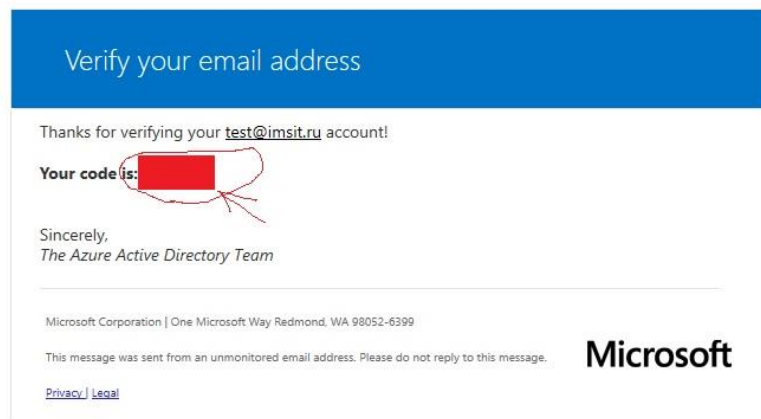 Verify your email address
Thanks for verifying your test@imsit.ru account!
Your code is:
Sincerely,
The Azure Active Directory Team
Microsoft Corporation | One Microsoft Way Redmond, WA 98052-6399
This message was sent from an unmonitored email address. Please do not reply to this message.
Microsoft
Privacy | Legal